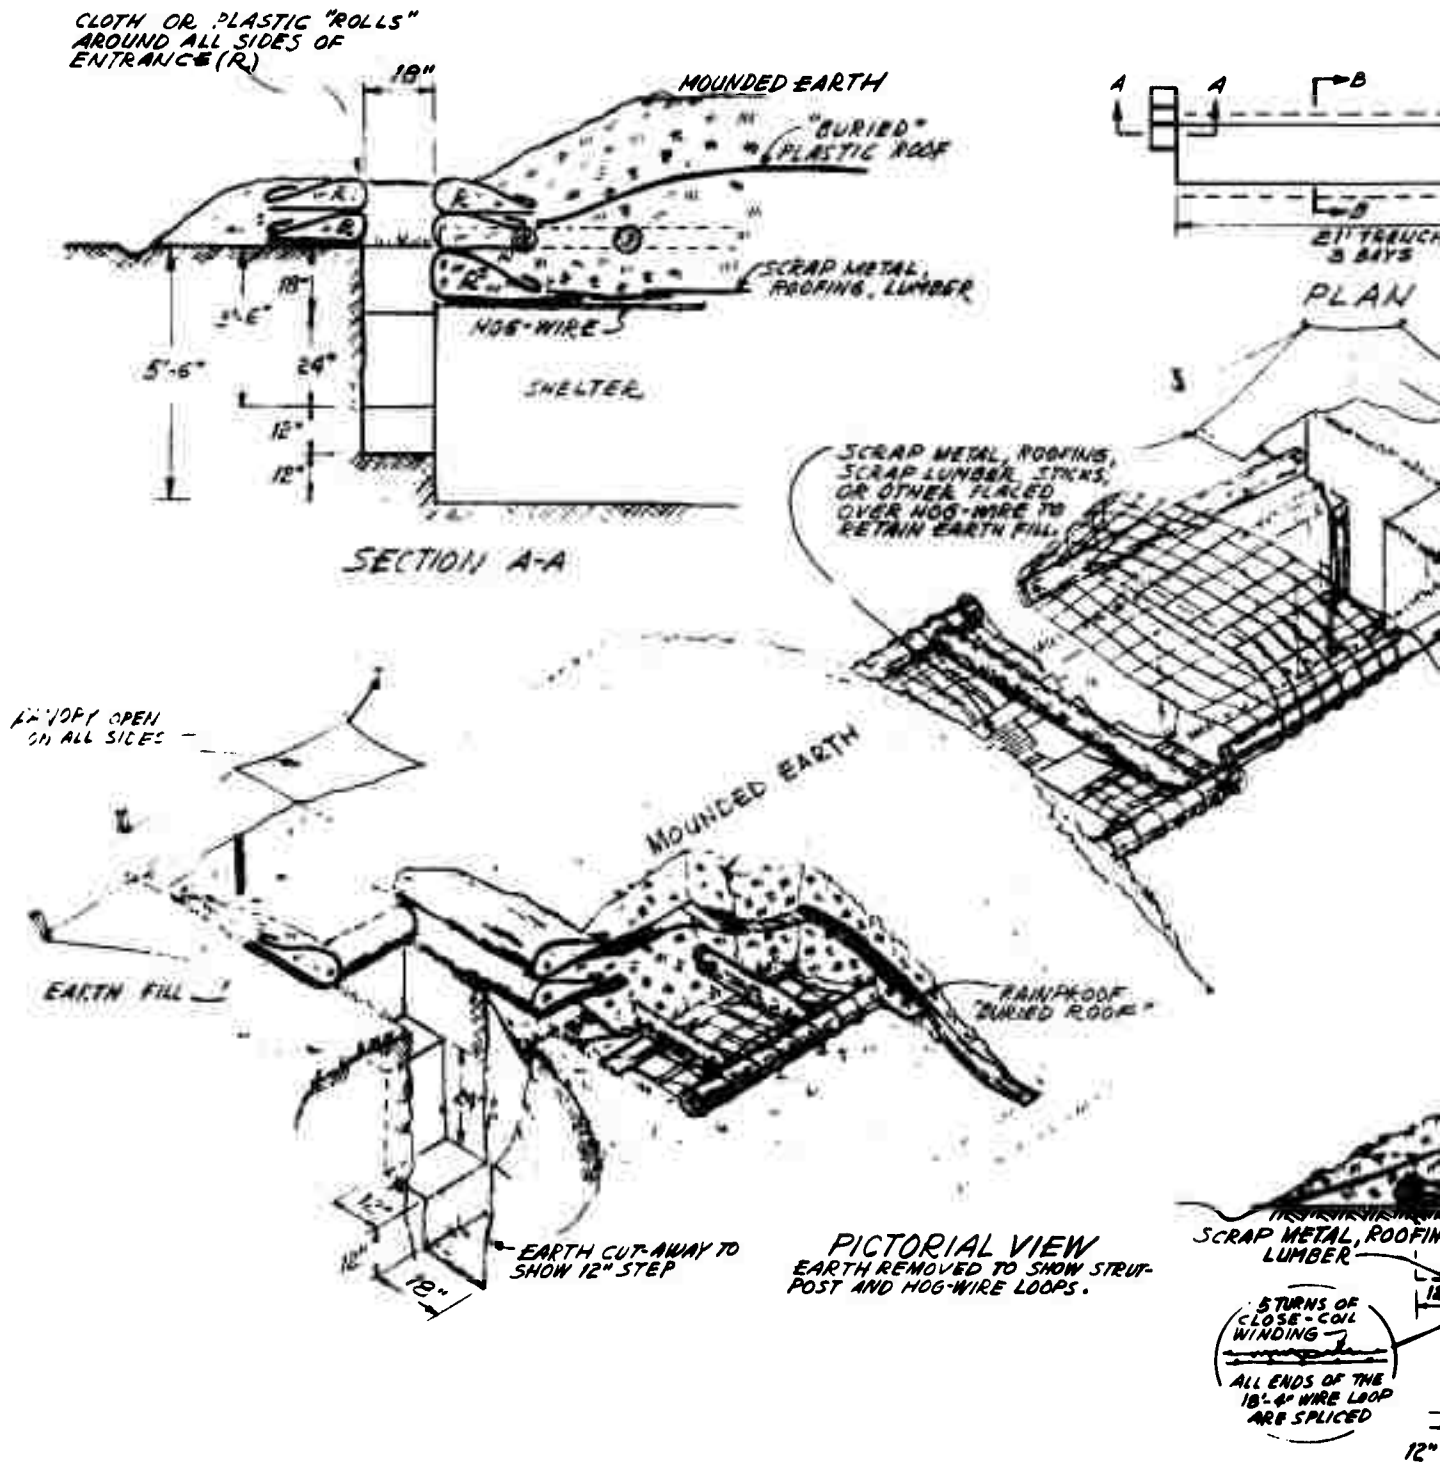 CLOTH OR PLASTIC "ROLLS"
AROUND ALL SIDES OF
ENTRANCE (R)
18"
MOUNDED EARTH
"BURIED"
PLASTIC ROOF
R
R
R
R
SCRAP METAL,
ROOFING, LUMBER
HOG-WIRE
18"
24"
5'-6"
12"
12"
SHELTER
SECTION A-A
A
A
B
B
21' TRENCH
3 BAYS
PLAN
SCRAP METAL, ROOFING,
SCRAP LUMBER, STICKS,
OR OTHER PLACED
OVER HOG-WIRE TO
RETAIN EARTH FILL.
CANOPY OPEN
ON ALL SIDES
MOUNDED EARTH
EARTH FILL
RAINPROOF
"BURIED ROOF"
12"
12"
18"
EARTH CUT-AWAY TO
SHOW 12" STEP
PICTORIAL VIEW
EARTH REMOVED TO SHOW STRUT-
POST AND HOG-WIRE LOOPS.
SCRAP METAL, ROOFIN
LUMBER
5 TURNS OF
CLOSE-COIL
WINDING
ALL ENDS OF THE
18'-4" WIRE LOOP
ARE SPLICED
12"